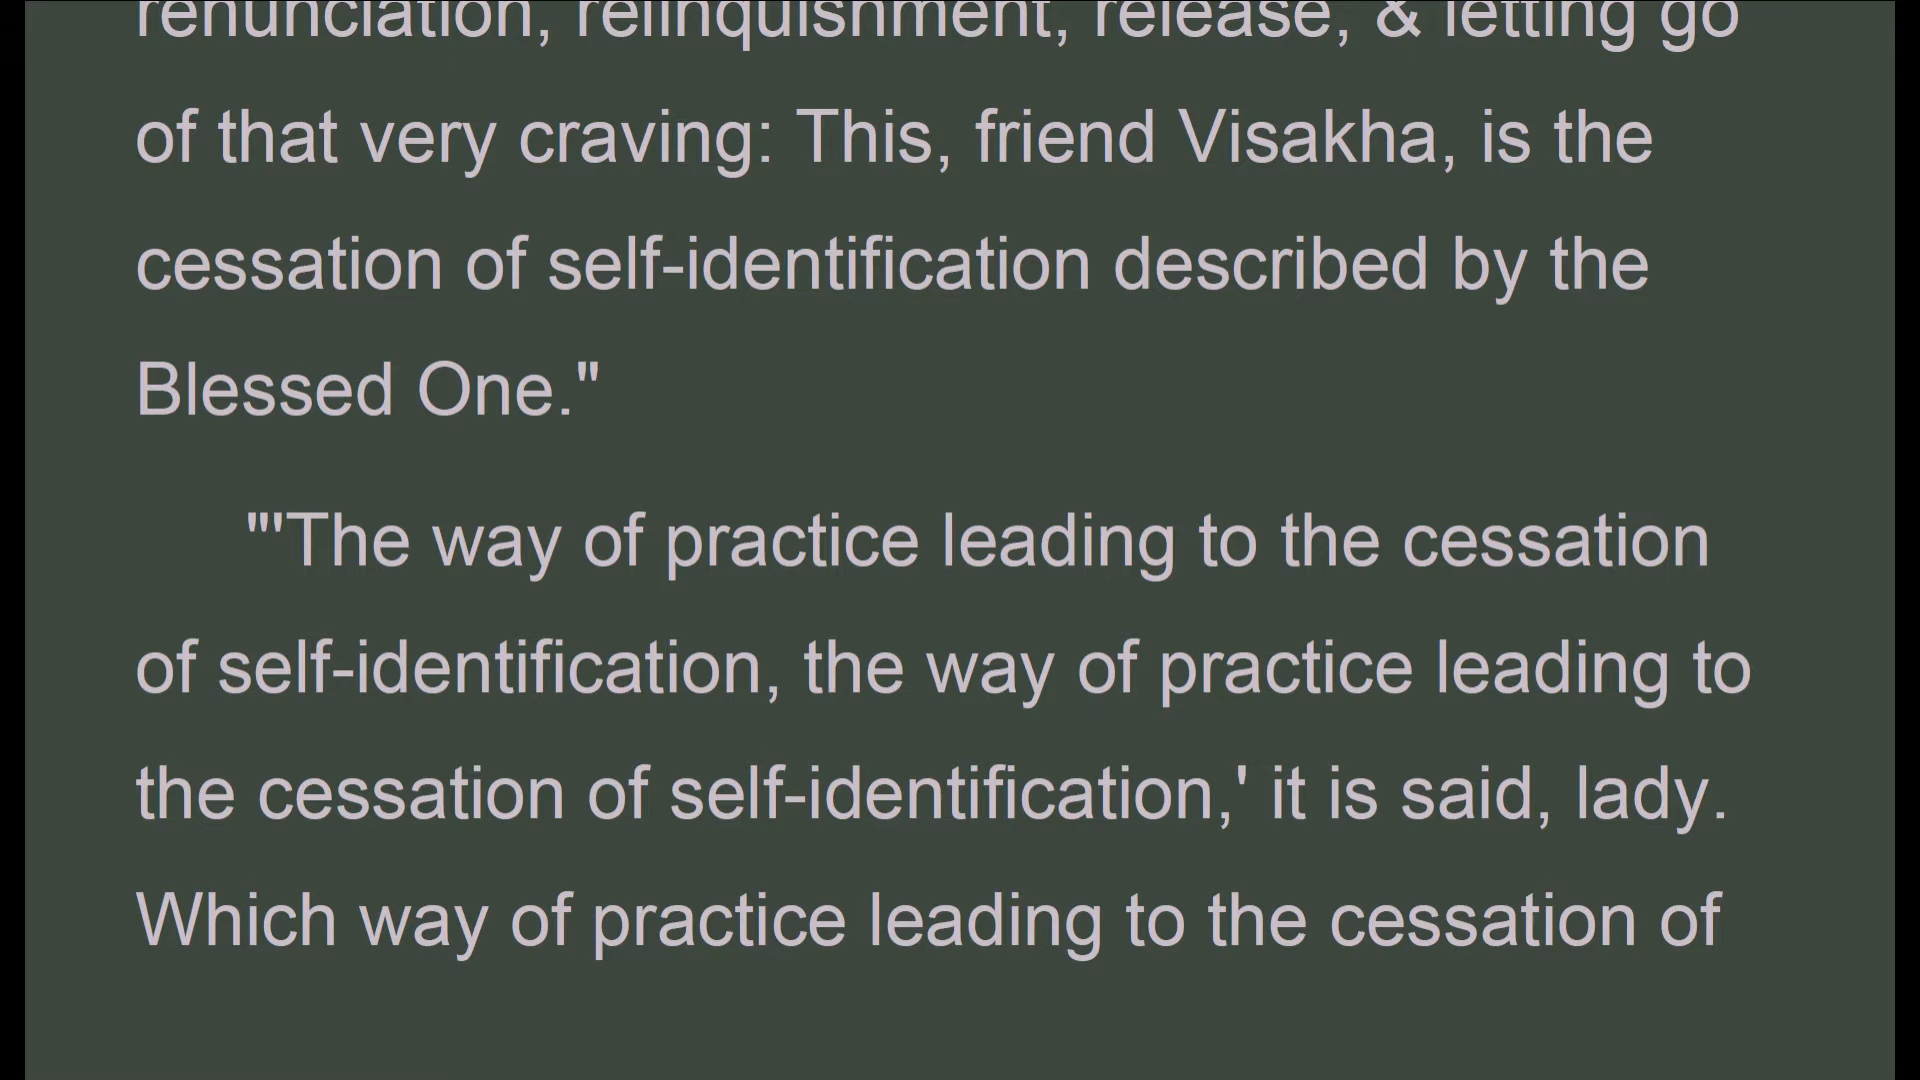 renunciation, relinquishment, release, & letting go
of that very craving: This, friend Visakha, is the
cessation of self-identification described by the
Blessed One."
"'The way of practice leading to the cessation
of self-identification, the way of practice leading to
the cessation of self-identification,' it is said, lady.
Which way of practice leading to the cessation of